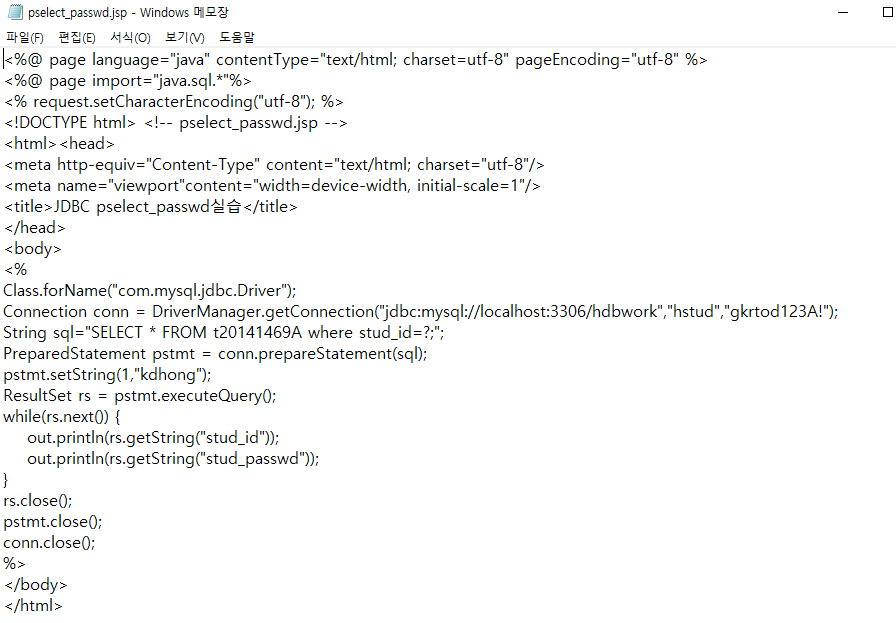 pselect_passwd.jsp - Windows 메모장
파일(F) 편집(E) 서식(O) 보기(V) 도움말
<%@ page language="java" contentType="text/html; charset=utf-8" pageEncoding="utf-8" %>
<%@ page import="java.sql.*"%>
<% request.setCharacterEncoding("utf-8"); %>
<!DOCTYPE html> <!-- pselect_passwd.jsp -->
<html><head>
<meta http-equiv="Content-Type" content="text/html; charset="utf-8"/>
<meta name="viewport"content="width=device-width, initial-scale=1"/>
<title>JDBC pselect_passwd실습</title>
</head>
<body>
<%
Class.forName("com.mysql.jdbc.Driver");
Connection conn = DriverManager.getConnection("jdbc:mysql://localhost:3306/hdbwork","hstud","gkrtod123A!");
String sql="SELECT * FROM t20141469A where stud_id=?;";
PreparedStatement pstmt = conn.prepareStatement(sql);
pstmt.setString(1,"kdhong");
ResultSet rs = pstmt.executeQuery();
while(rs.next()) {
out.println(rs.getString("stud_id"));
out.println(rs.getString("stud_passwd"));
}
rs.close();
pstmt.close();
conn.close();
%>
</body>
</html>